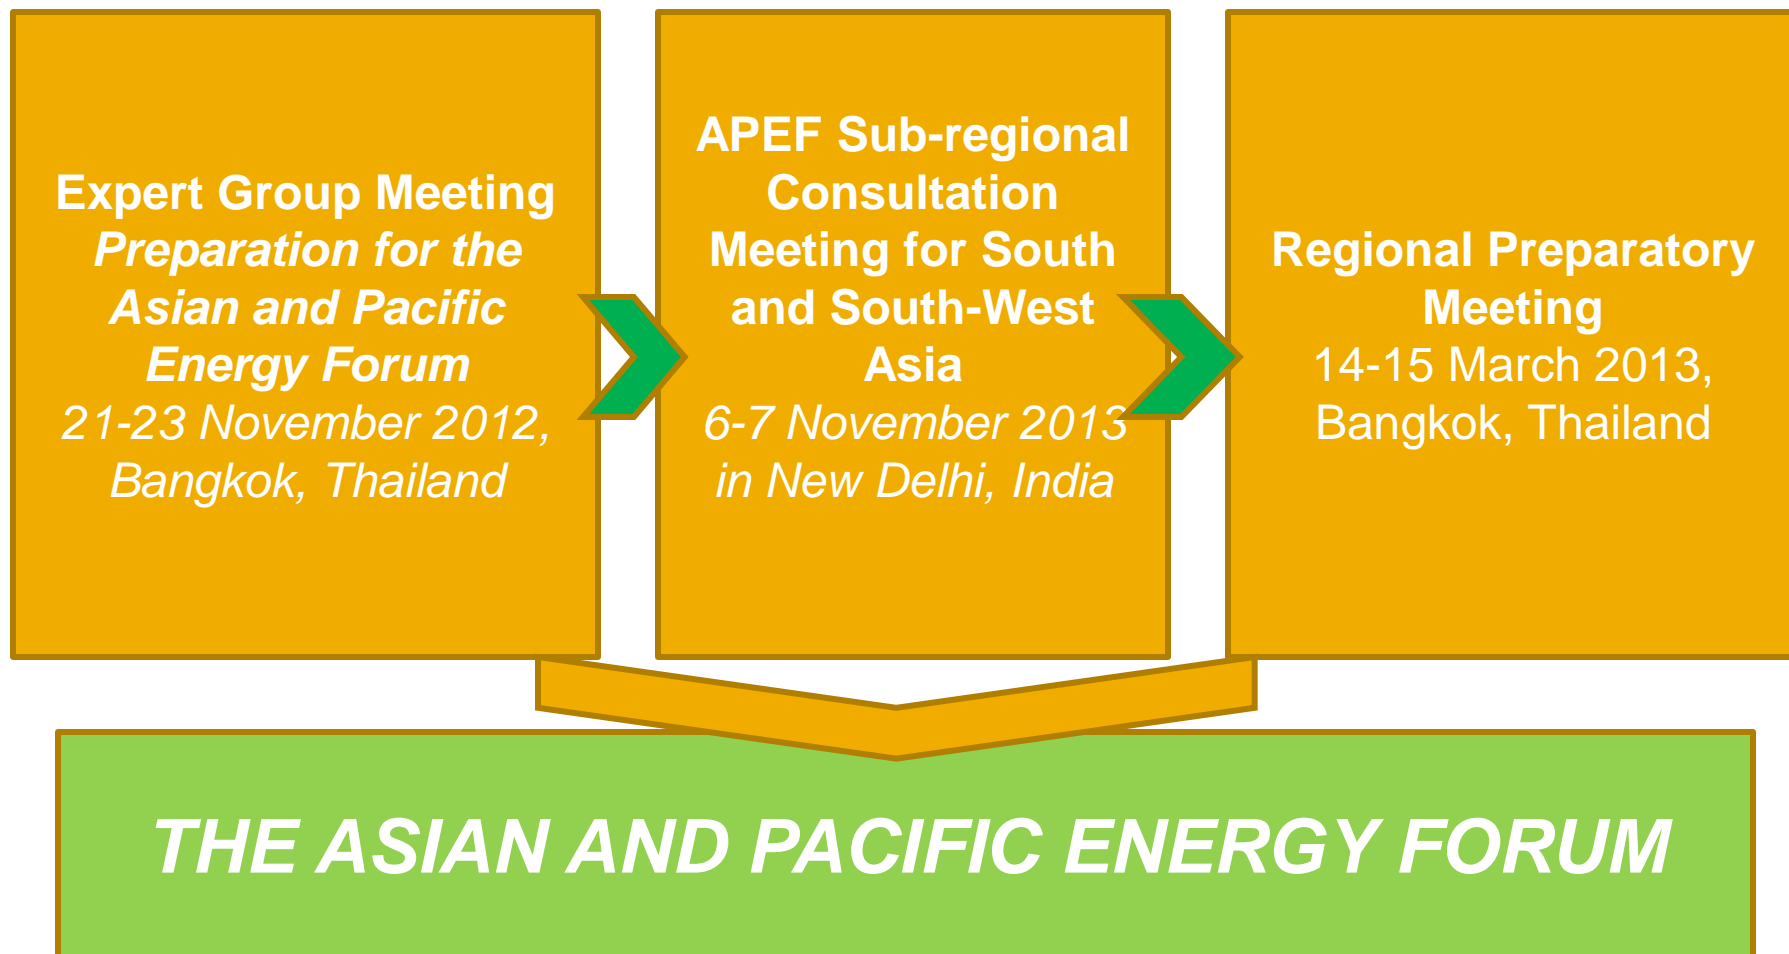 Expert Group Meeting
Preparation for the
Asian and Pacific
Energy Forum
21-23 November 2012,
Bangkok, Thailand
APEF Sub-regional
Consultation
Meeting for South
and South-West
Asia
6-7 November 2013
in New Delhi, India
Regional Preparatory
Meeting
14-15 March 2013,
Bangkok, Thailand
THE ASIAN AND PACIFIC ENERGY FORUM